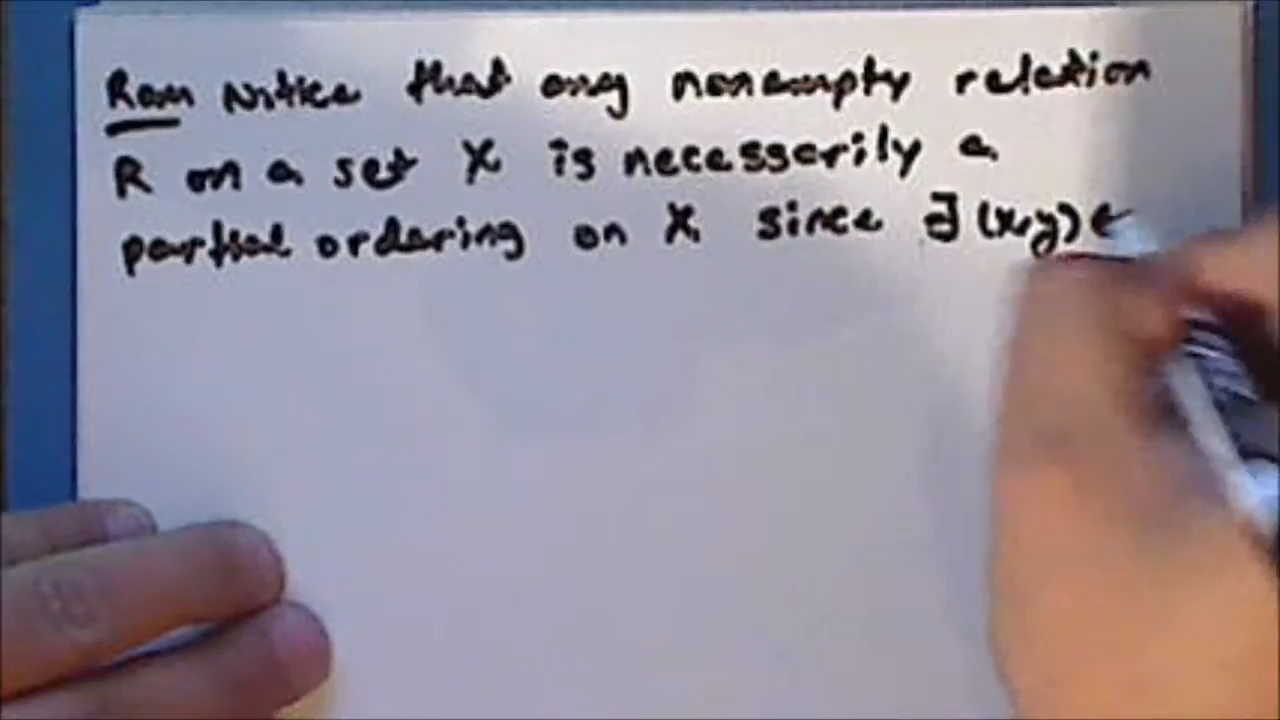 Rem Notice that any nonempty relation
R on a set X is necessarily a
partial ordering on X since ∃ (x,y) ∈